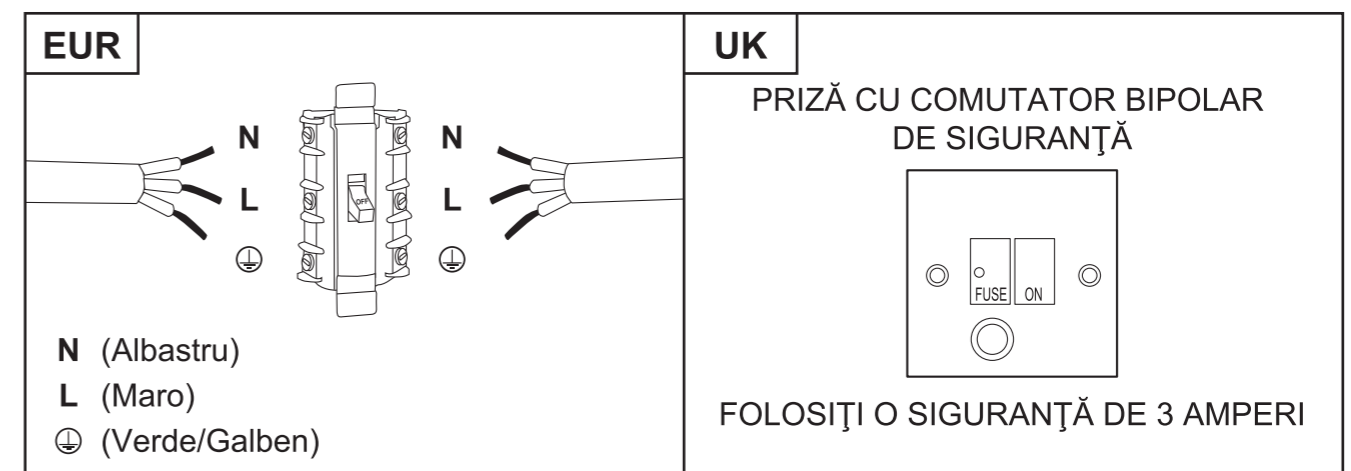 EUR
N
N
L
L
OFF
N (Albastru)
L (Maro)
(Verde/Galben)
UK
PRIZĂ CU COMUTATOR BIPOLAR
DE SIGURANŢĂ
FUSE ON
FOLOSIŢI O SIGURANŢĂ DE 3 AMPERI